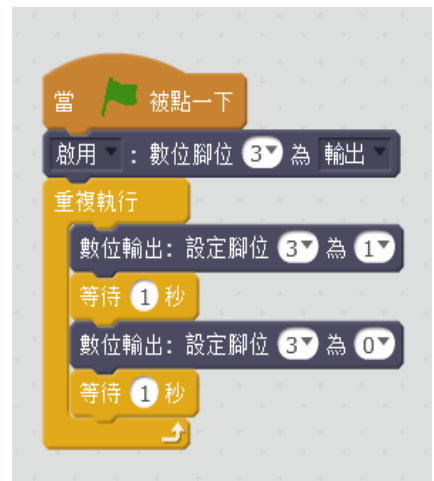 當 被點一下
啟用 : 數位腳位 3 為 輸出
重複執行
數位輸出: 設定腳位 3 為 1
等待 1 秒
數位輸出: 設定腳位 3 為 0
等待 1 秒